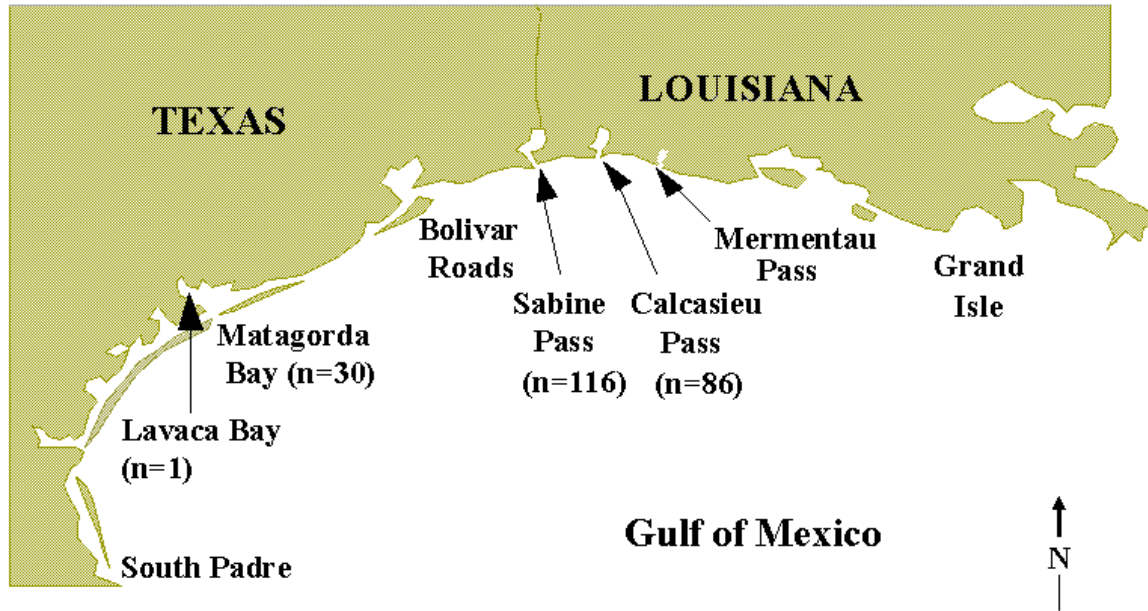 TEXAS
LOUISIANA
Bolivar
Roads
Sabine
Pass
(n=116)
Calcasieu
Pass
(n=86)
Mermentau
Pass
Grand
Isle
Matagorda
Bay (n=30)
Lavaca Bay
(n=1)
South Padre
Gulf of Mexico
N